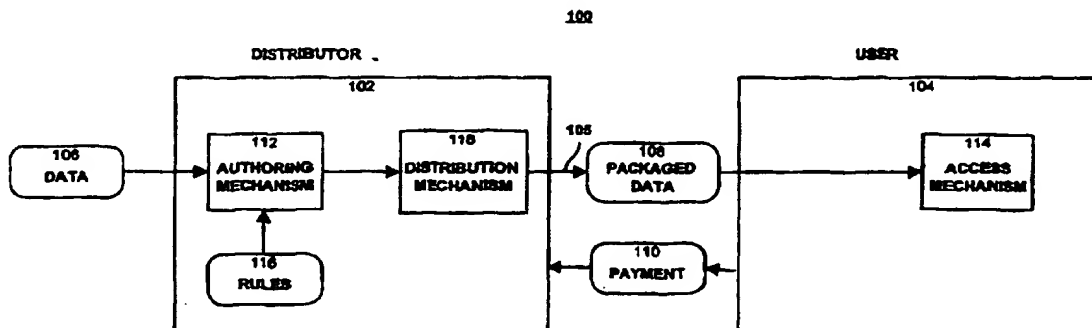 100
DISTRIBUTOR
USER
102
104
106
DATA
112
AUTHORING
MECHANISM
118
DISTRIBUTION
MECHANISM
105
108
PACKAGED
DATA
114
ACCESS
MECHANISM
116
RULES
110
PAYMENT